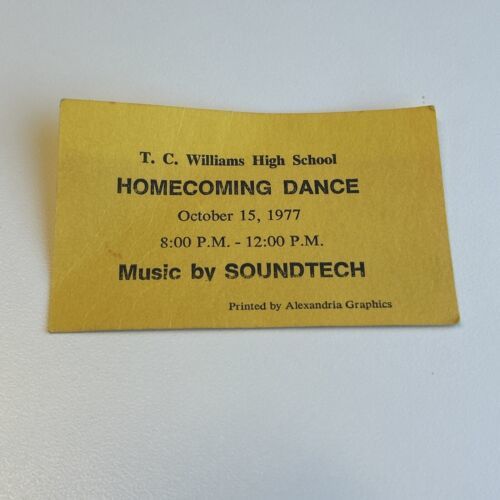 T. C. Williams High School
HOMECOMING DANCE
October 15, 1977
8:00 P.M. - 12:00 P.M.
Music by SOUNDTECH
Printed by Alexandria Graphics